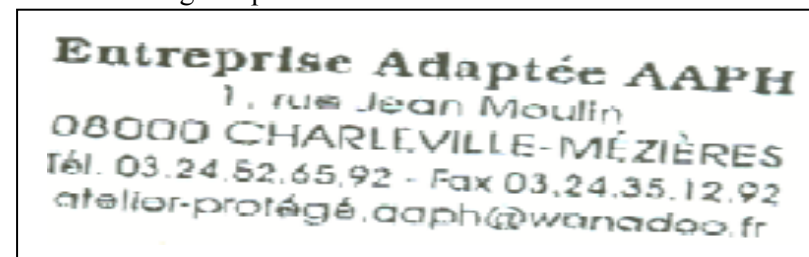 Entreprise Adaptée AAPH
1, rue Jean Moulin
08000 CHARLEVILLE-MÉZIÈRES
Tél. 03.24.52.65.92 - Fax 03.24.35.12.92
atelier-protégé.aaph@wanadoo.fr